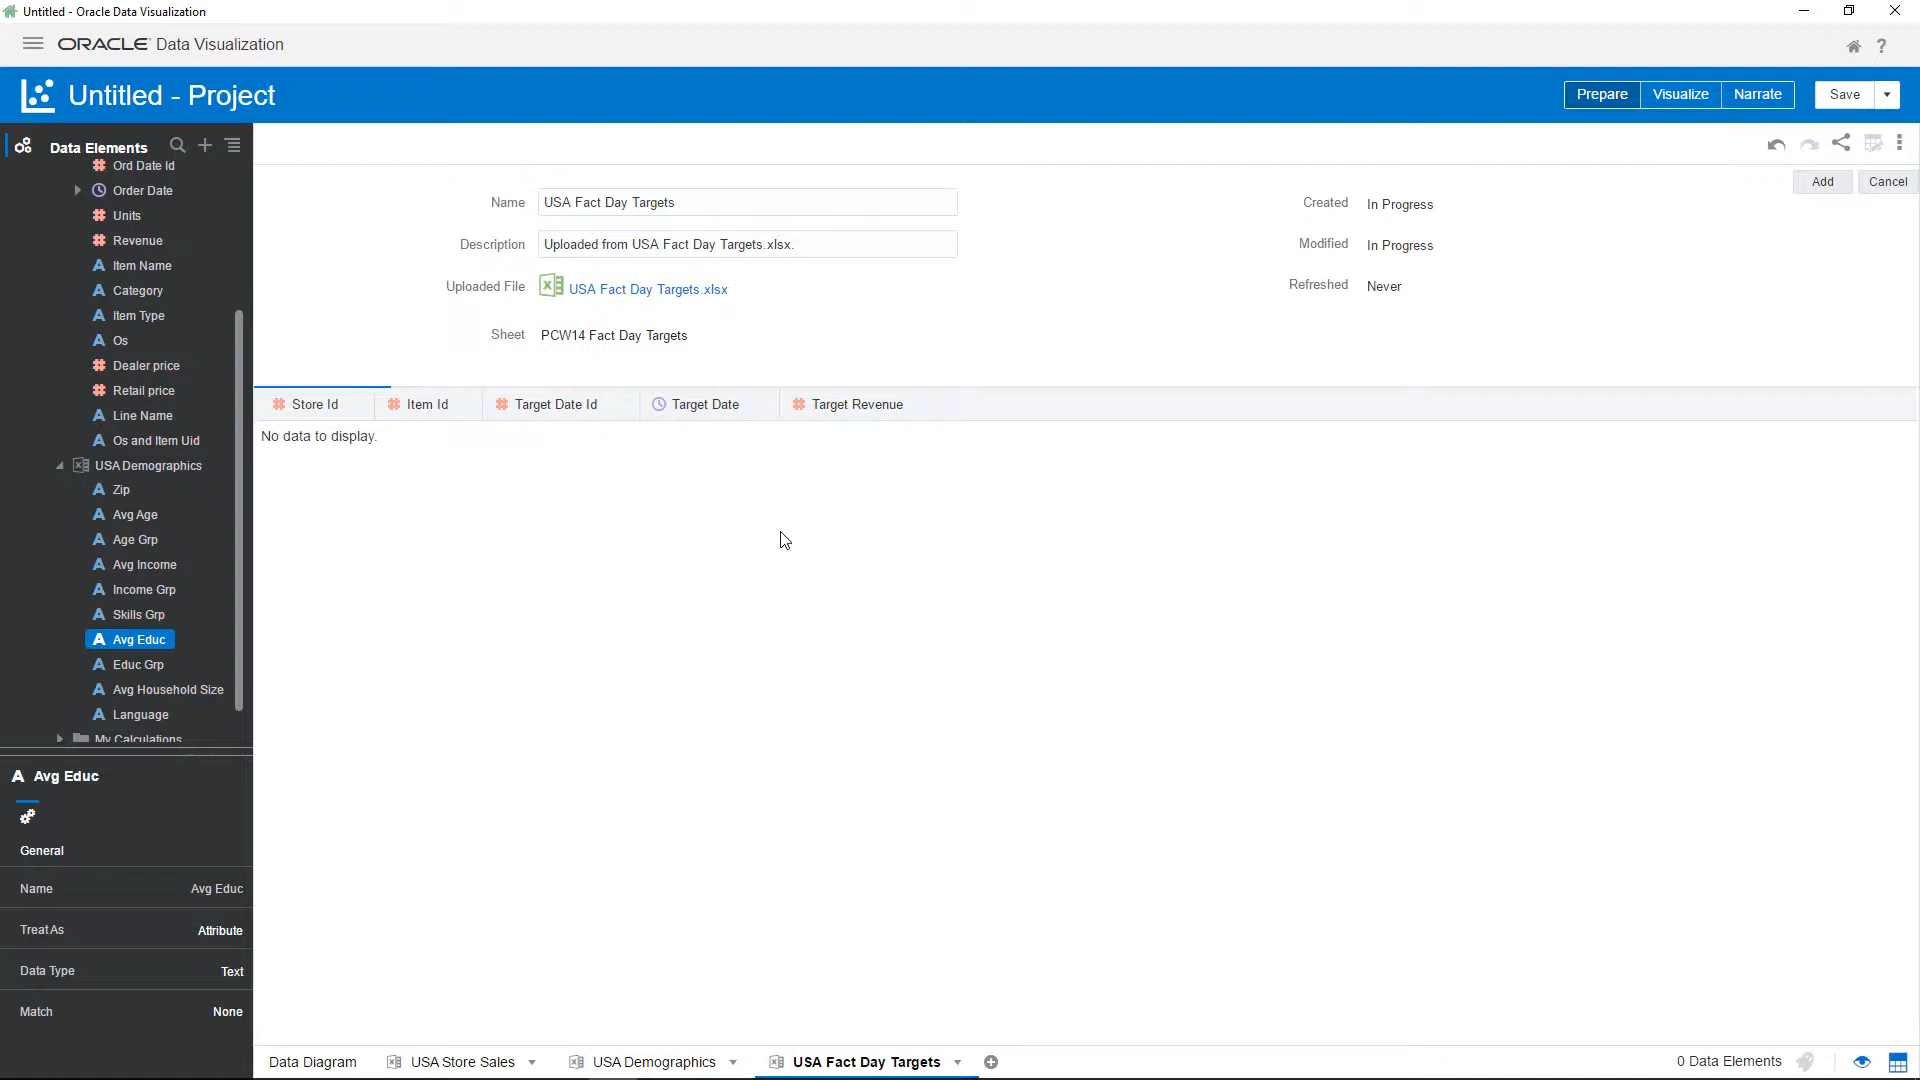 Untitled - Oracle Data Visualization
ORACLE Data Visualization
?
Untitled - Project
Prepare
Visualize
Narrate
Save
Data Elements
Ord Date Id
Order Date
Units
Revenue
Item Name
Category
Item Type
Os
Dealer price
Retail price
Line Name
Os and Item Uid
USA Demographics
Zip
Avg Age
Age Grp
Avg Income
Income Grp
Skills Grp
Avg Educ
Educ Grp
Avg Household Size
Language
My Calculations
Add
Cancel
Name USA Fact Day Targets
Created In Progress
Description Uploaded from USA Fact Day Targets.xlsx.
Modified In Progress
Uploaded File USA Fact Day Targets.xlsx
Refreshed Never
Sheet PCW14 Fact Day Targets
Store Id Item Id Target Date Id Target Date Target Revenue
No data to display.
A Avg Educ
General
Name Avg Educ
Treat As Attribute
Data Type Text
Match None
Data Diagram USA Store Sales USA Demographics USA Fact Day Targets
0 Data Elements